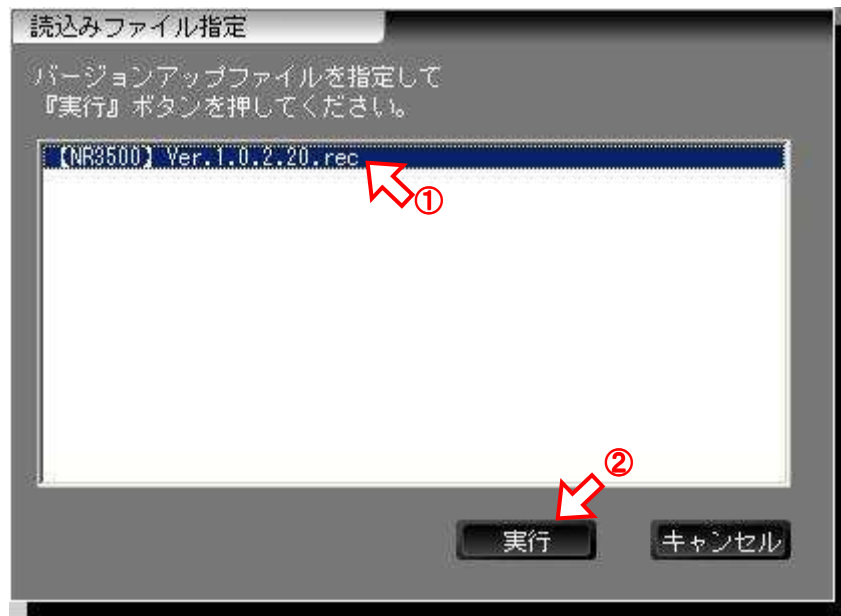 読込みファイル指定
バージョンアップファイルを指定して
『実行』ボタンを押してください。
【NR3500】Ver.1.0.2.20.rec
①
②
実行
キャンセル